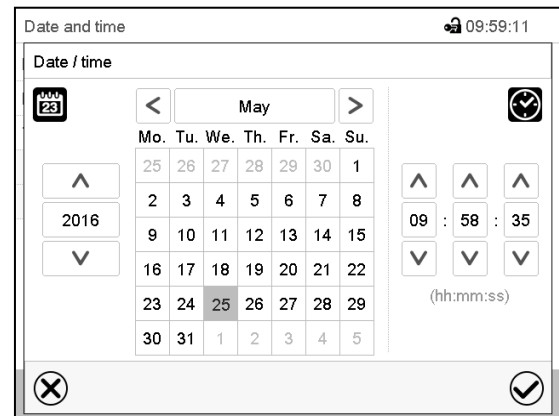 Date and time 09:59:11
Date / time
23
< May >
Mo. Tu. We. Th. Fr. Sa. Su.
25 26 27 28 29 30 1
2 3 4 5 6 7 8
2016 09 : 58 : 35
9 10 11 12 13 14 15
16 17 18 19 20 21 22
(hh:mm:ss)
23 24 25 26 27 28 29
30 31 1 2 3 4 5